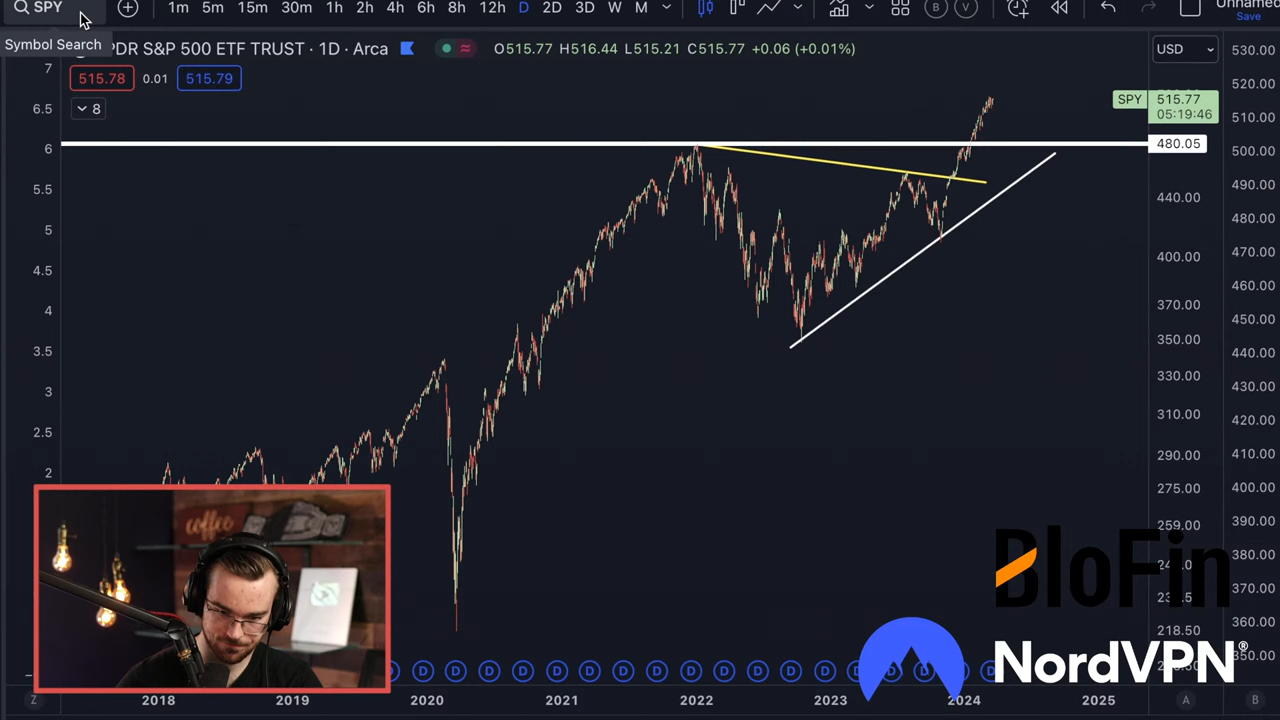 SPY
1m 5m 15m 30m 1h 2h 4h 6h 8h 12h D 2D 3D W M
B V
Unnamed
Save
Symbol Search
PDR S&P 500 ETF TRUST · 1D · Arca
O515.77 H516.44 L515.21 C515.77 +0.06 (+0.01%)
USD
515.78 0.01 515.79
8
7
6.5
6
5.5
5
4.5
4
3.5
3
2.5
2
SPY 515.77
05:19:46
480.05
440.00
400.00
370.00
350.00
330.00
310.00
290.00
275.00
259.00
218.50
530.00
520.00
510.00
500.00
490.00
480.00
470.00
460.00
450.00
440.00
430.00
420.00
410.00
400.00
390.00
380.00
370.00
360.00
350.00
coffee
BloFin
NordVPN®
D D D D D D D D D D D D D D D D
Z 2018 2019 2020 2021 2022 2023 2024 2025 A B